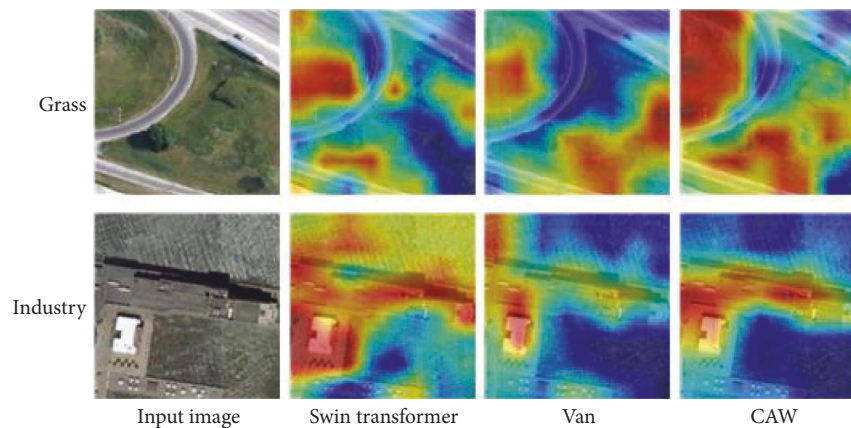 Grass
Industry
Input image
Swin transformer
Van
CAW